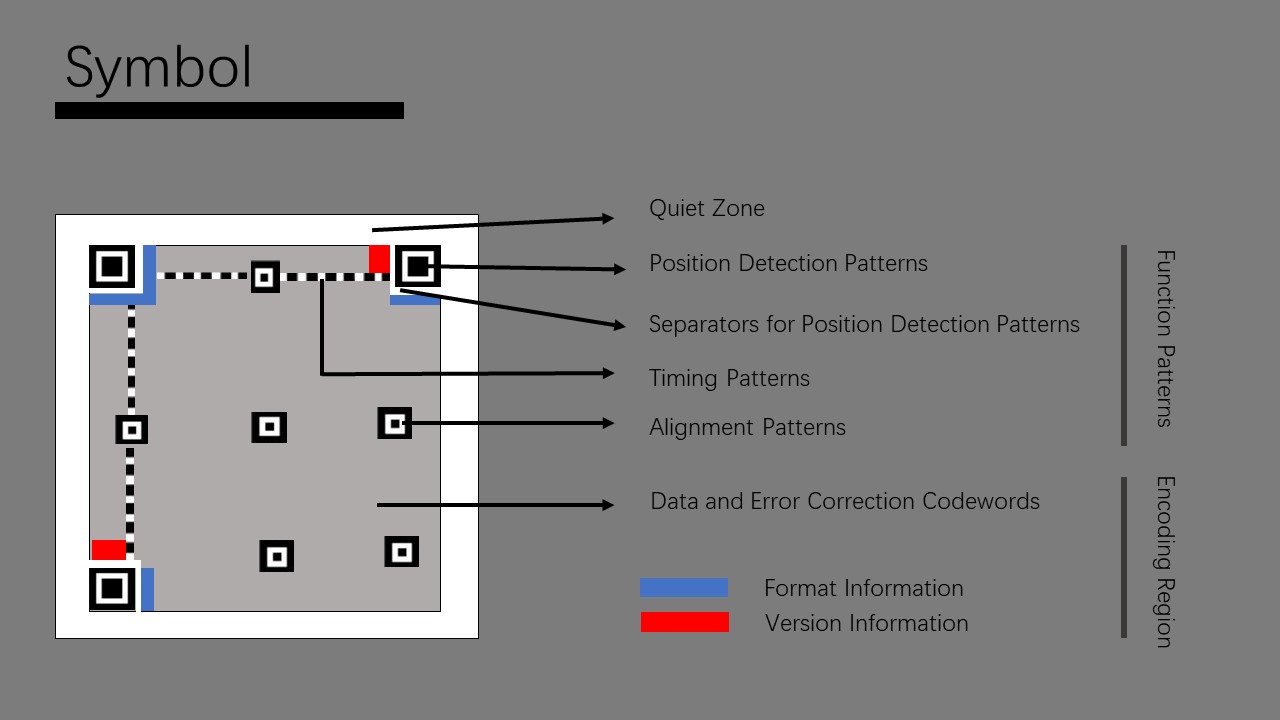 Symbol
Quiet Zone
Position Detection Patterns
Separators for Position Detection Patterns
Timing Patterns
Alignment Patterns
Function Patterns
Data and Error Correction Codewords
Format Information
Version Information
Encoding Region